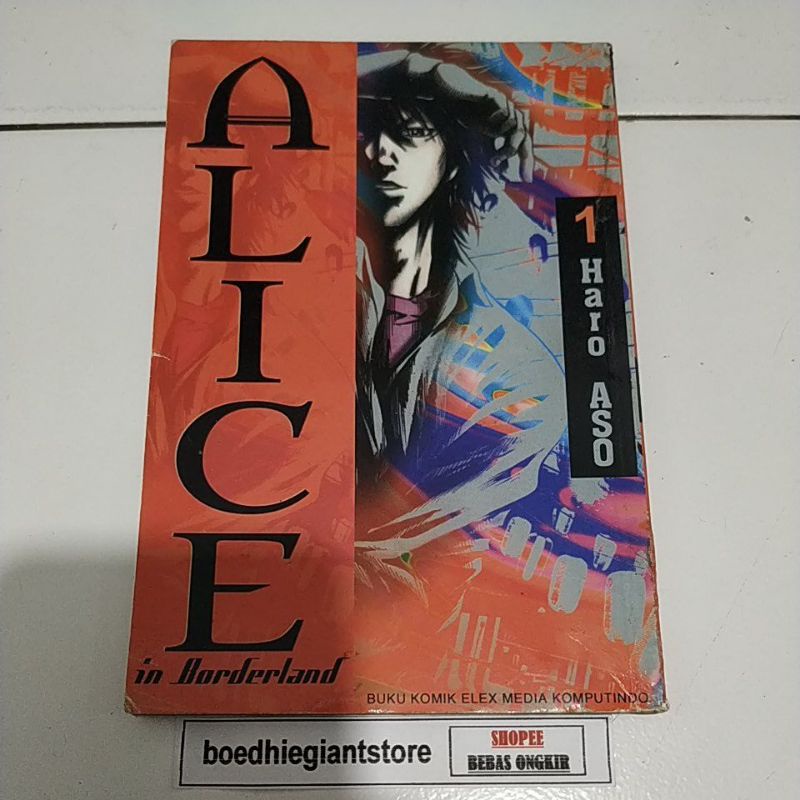 ALICE
in Borderland
1
Haro ASO
BUKU KOMIK ELEX MEDIA KOMPUTINDO
boedhiegiantstore
SHOPEE
BEBAS ONGKIR